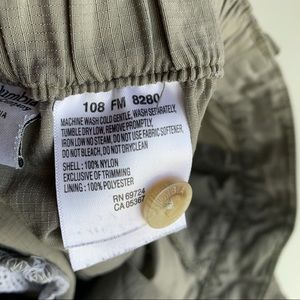 108 FM 8280
MACHINE WASH COLD GENTLE, WASH SEPARATELY,
TUMBLE DRY LOW, REMOVE PROMPTLY,
IRON LOW NO STEAM, DO NOT USE FABRIC SOFTENER
DO NOT BLEACH, DO NOT DRYCLEAN
SHELL : 100% NYLON
EXCLUSIVE OF TRIMMING
LINING : 100% POLYESTER
RN 69724
CA 05367